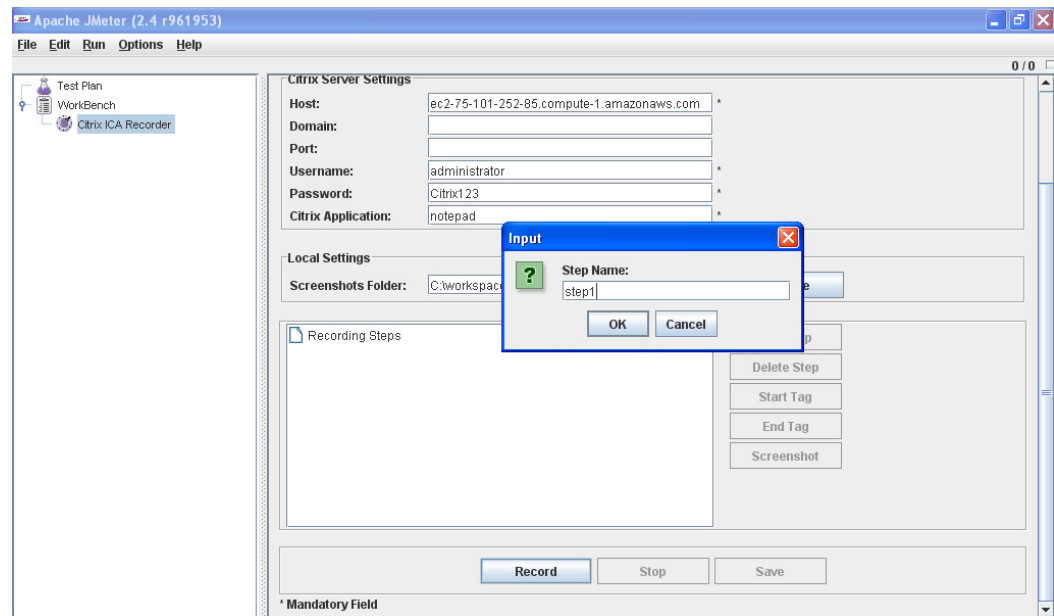 Apache JMeter (2.4 r961953)
File Edit Run Options Help
0 / 0
Test Plan
WorkBench
Citrix ICA Recorder
Citrix Server Settings
Host: ec2-75-101-252-85.compute-1.amazonaws.com *
Domain:
Port:
Username: administrator *
Password: Citrix123 *
Citrix Application: notepad *
Input
Step Name:
step1
OK Cancel
Local Settings
Screenshots Folder: C:\workspac
Recording Steps
Delete Step
Start Tag
End Tag
Screenshot
Record Stop Save
* Mandatory Field